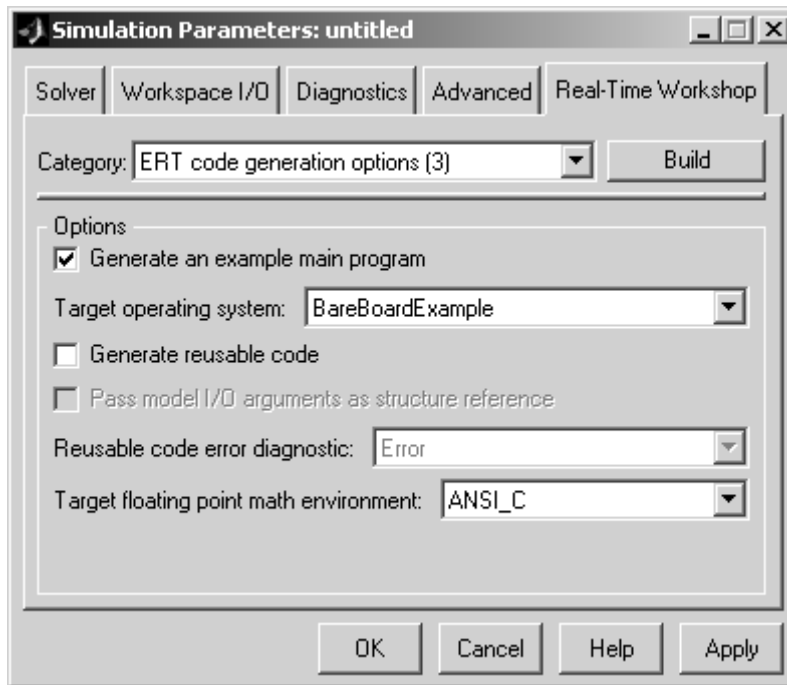 Simulation Parameters: untitled
Solver Workspace I/O Diagnostics Advanced Real-Time Workshop
Category: ERT code generation options (3) Build
Options
Generate an example main program
Target operating system: BareBoardExample
Generate reusable code
Pass model I/O arguments as structure reference
Reusable code error diagnostic: Error
Target floating point math environment: ANSI_C
OK Cancel Help Apply